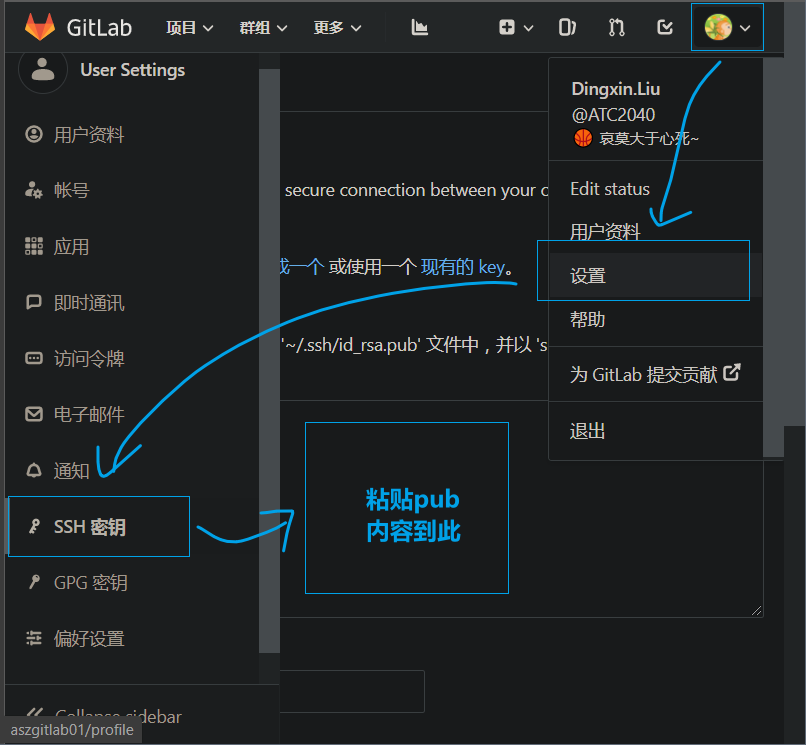 GitLab 项目 群组 更多
User Settings
用户资料
帐号
应用
即时通讯
访问令牌
电子邮件
通知
SSH 密钥
GPG 密钥
偏好设置
Collapse sidebar
aszgitlab01/profile
secure connection between your
成一个 或使用一个 现有的 key。
'~/.ssh/id_rsa.pub' 文件中，并以 's
粘贴pub
内容到此
Dingxin.Liu
@ATC2040
哀莫大于心死~
Edit status
用户资料
设置
帮助
为 GitLab 提交贡献
退出